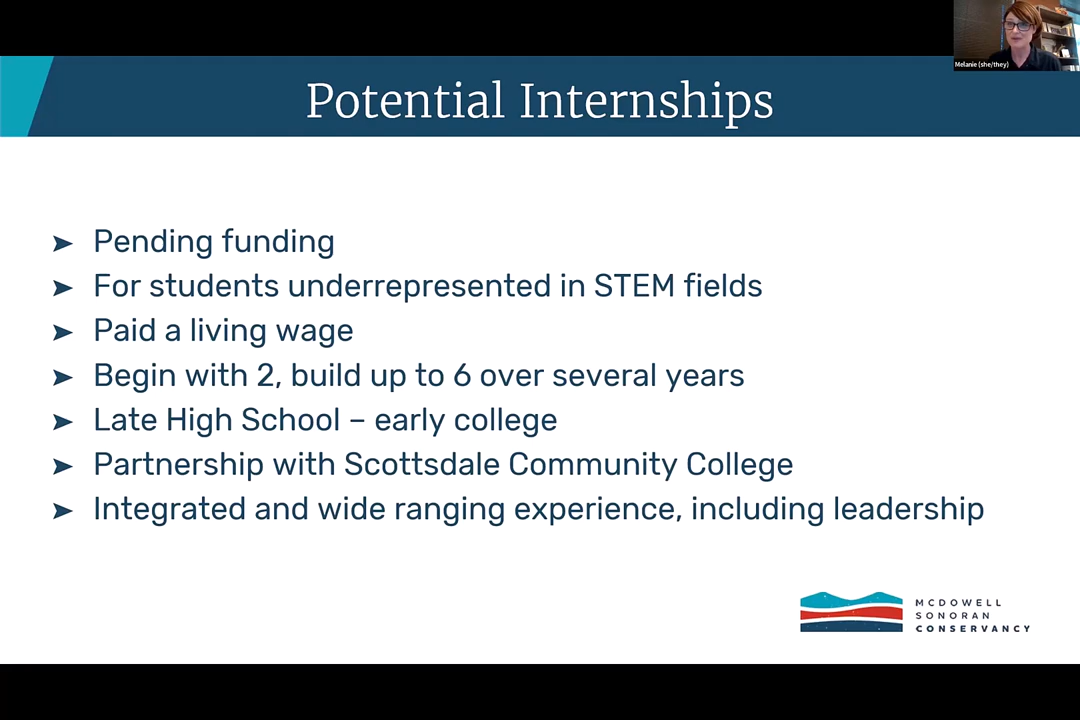 Melanie (she/they)
Potential Internships
➤ Pending funding
➤ For students underrepresented in STEM fields
➤ Paid a living wage
➤ Begin with 2, build up to 6 over several years
➤ Late High School – early college
➤ Partnership with Scottsdale Community College
➤ Integrated and wide ranging experience, including leadership
MCDOWELL
SONORAN
CONSERVANCY